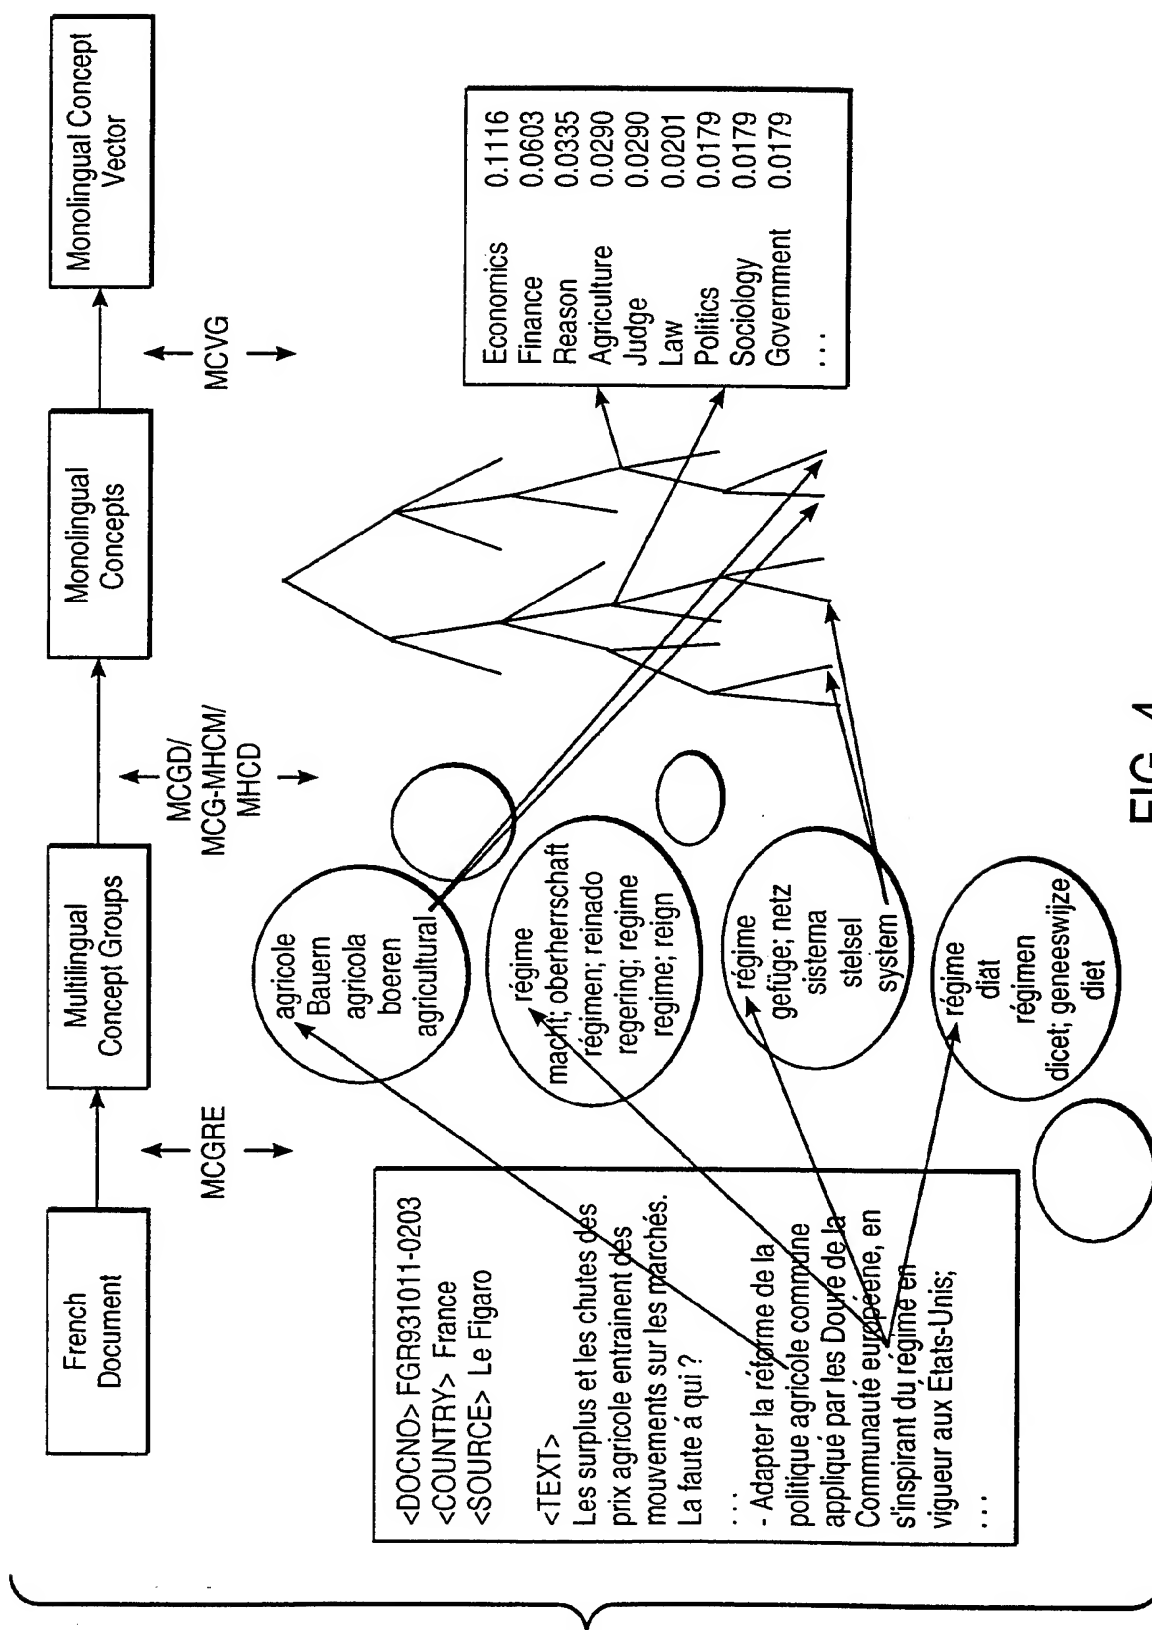 French
Document
Multilingual
Concept Groups
Monolingual
Concepts
Monolingual Concept
Vector
MCGRE
MCGD/
MCG-MHCM/
MHCD
MCVG
<DOCNO> FGR931011-0203
<COUNTRY> France
<SOURCE> Le Figaro
<TEXT>
Les surplus et les chutes des
prix agricole entrainent des
mouvements sur les marchés.
La faute á qui ?
...
- Adapter la réforme de la
politique agricole commune
appliqué par les Douze de la
Communauté européene, en
s'inspirant du régime en
vigueur aux États-Unis;
...
agricole
Bauern
agricola
boeren
agricultural
régime
macht; oberherrschaft
régimen; reinado
regering; regime
regime; reign
régime
gefüge; netz
sistema
stelsel
system
régime
diät
régimen
dicet; geneeswijze
diet
Economics 0.1116
Finance 0.0603
Reason 0.0335
Agriculture 0.0290
Judge 0.0290
Law 0.0201
Politics 0.0179
Sociology 0.0179
Government 0.0179
...
FIG. 4